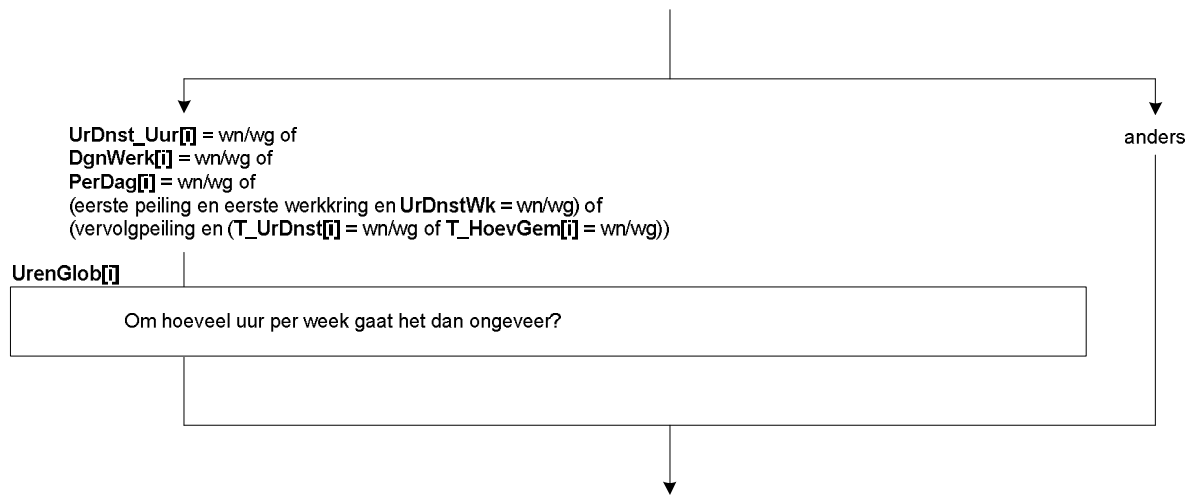 UrDnst_Uur[i] = wn/wg of
anders
DgnWerk[i] = wn/wg of
PerDag[i] = wn/wg of
(eerste peiling en eerste werkkring en UrDnstWk = wn/wg) of
(vervolgpeiling en (T_UrDnst[i] = wn/wg of T_HoevGem[i] = wn/wg))
UrenGlob[i]
Om hoeveel uur per week gaat het dan ongeveer?